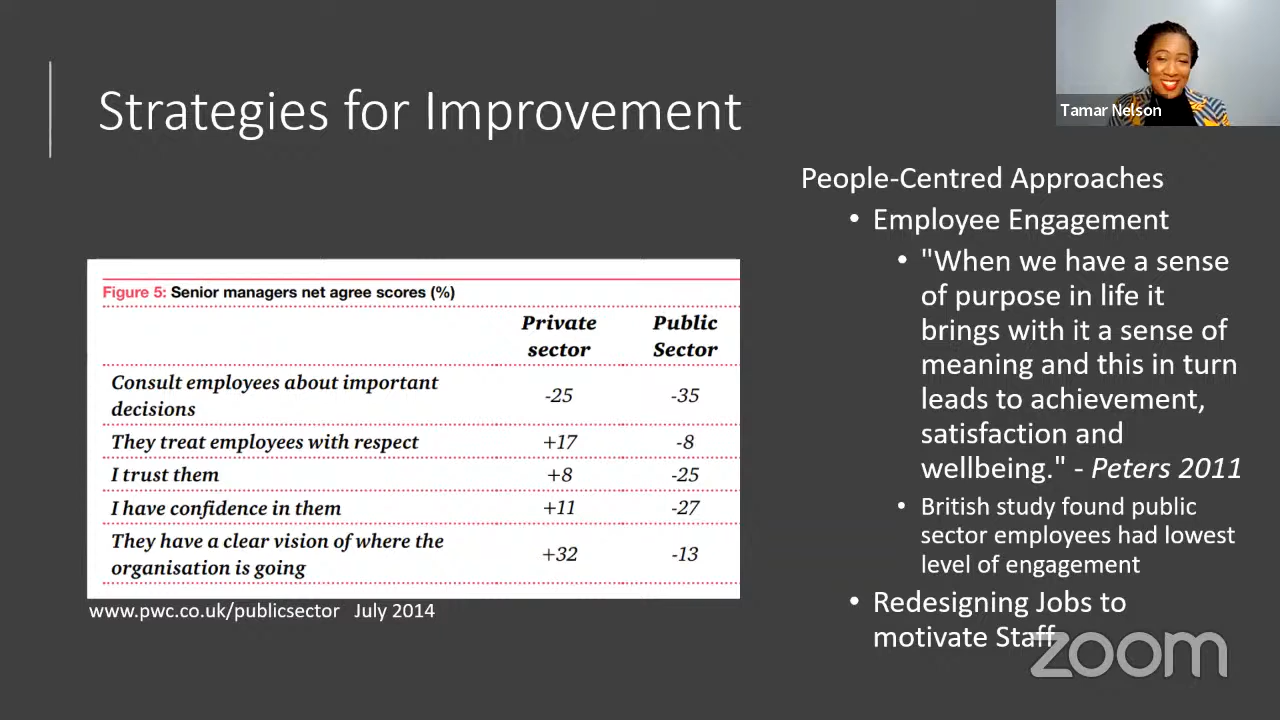 Strategies for Improvement
Tamar Nelson
Figure 5: Senior managers net agree scores (%)
Private sector
Public Sector
Consult employees about important decisions
-25
-35
They treat employees with respect
+17
-8
I trust them
+8
-25
I have confidence in them
+11
-27
They have a clear vision of where the organisation is going
+32
-13
www.pwc.co.uk/publicsector July 2014
People-Centred Approaches
• Employee Engagement
• "When we have a sense
of purpose in life it
brings with it a sense of
meaning and this in turn
leads to achievement,
satisfaction and
wellbeing." - Peters 2011
• British study found public
sector employees had lowest
level of engagement
• Redesigning Jobs to
motivate Staff
zoom